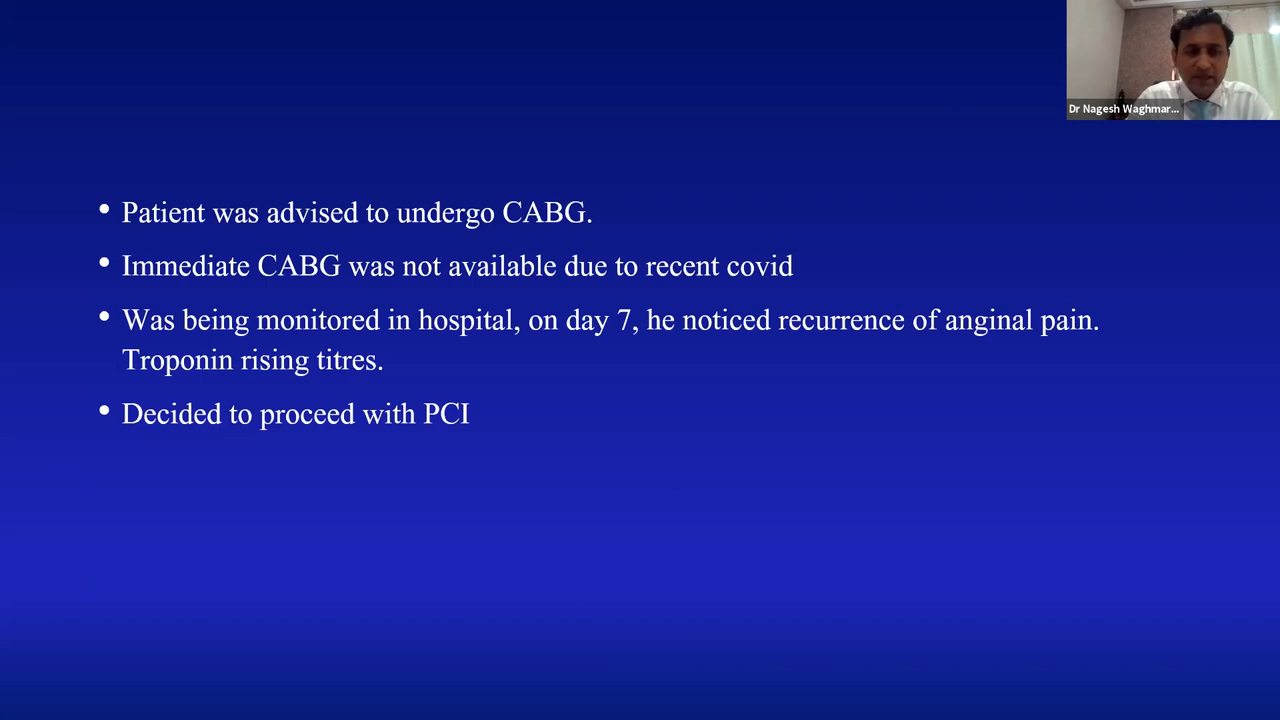 Dr Nagesh Waghmar...
• Patient was advised to undergo CABG.
• Immediate CABG was not available due to recent covid
• Was being monitored in hospital, on day 7, he noticed recurrence of anginal pain.
Troponin rising titres.
• Decided to proceed with PCI